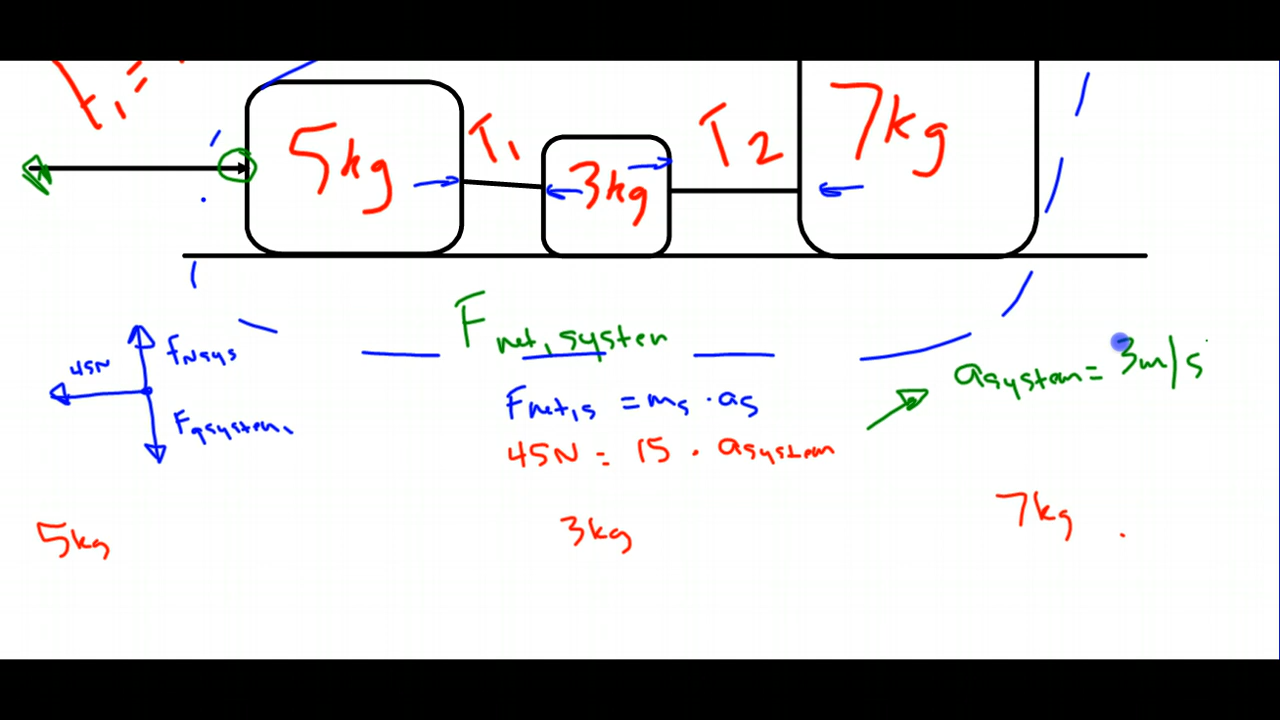 5kg
T₁
3kg
T2
7kg
45N
FNsys
Fgsystem.
Fnet, system
Fnet,s = ms · as
45N = 15 · asystem
asystem = 3m/s
5kg
3kg
7kg .